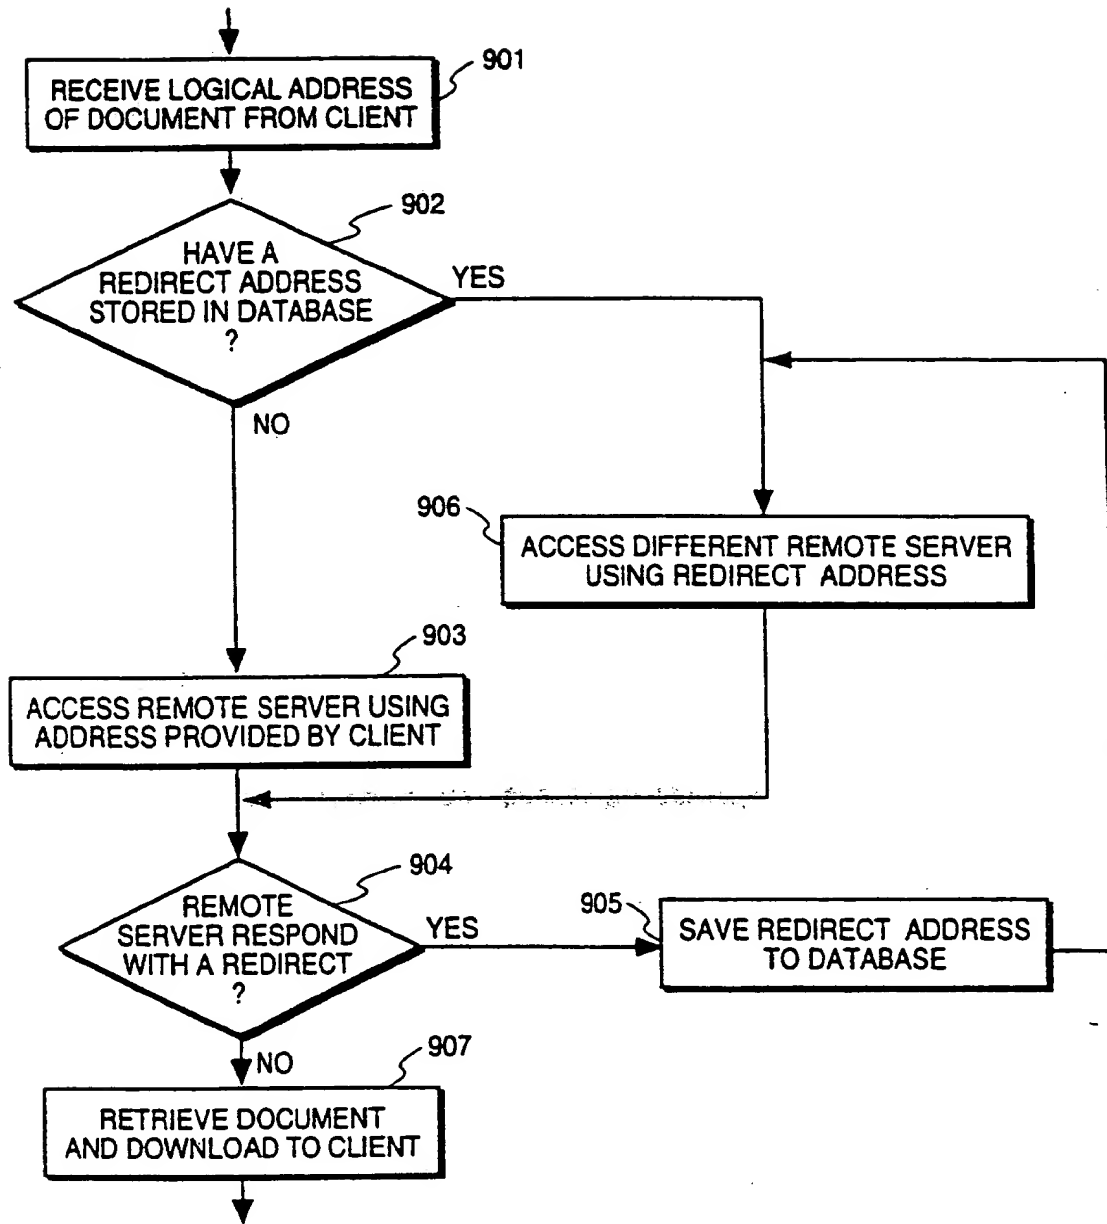 901
RECEIVE LOGICAL ADDRESS
OF DOCUMENT FROM CLIENT
902
HAVE A
REDIRECT ADDRESS
STORED IN DATABASE
?
YES
NO
906
ACCESS DIFFERENT REMOTE SERVER
USING REDIRECT ADDRESS
903
ACCESS REMOTE SERVER USING
ADDRESS PROVIDED BY CLIENT
904
REMOTE
SERVER RESPOND
WITH A REDIRECT
?
YES
905
SAVE REDIRECT ADDRESS
TO DATABASE
NO
907
RETRIEVE DOCUMENT
AND DOWNLOAD TO CLIENT